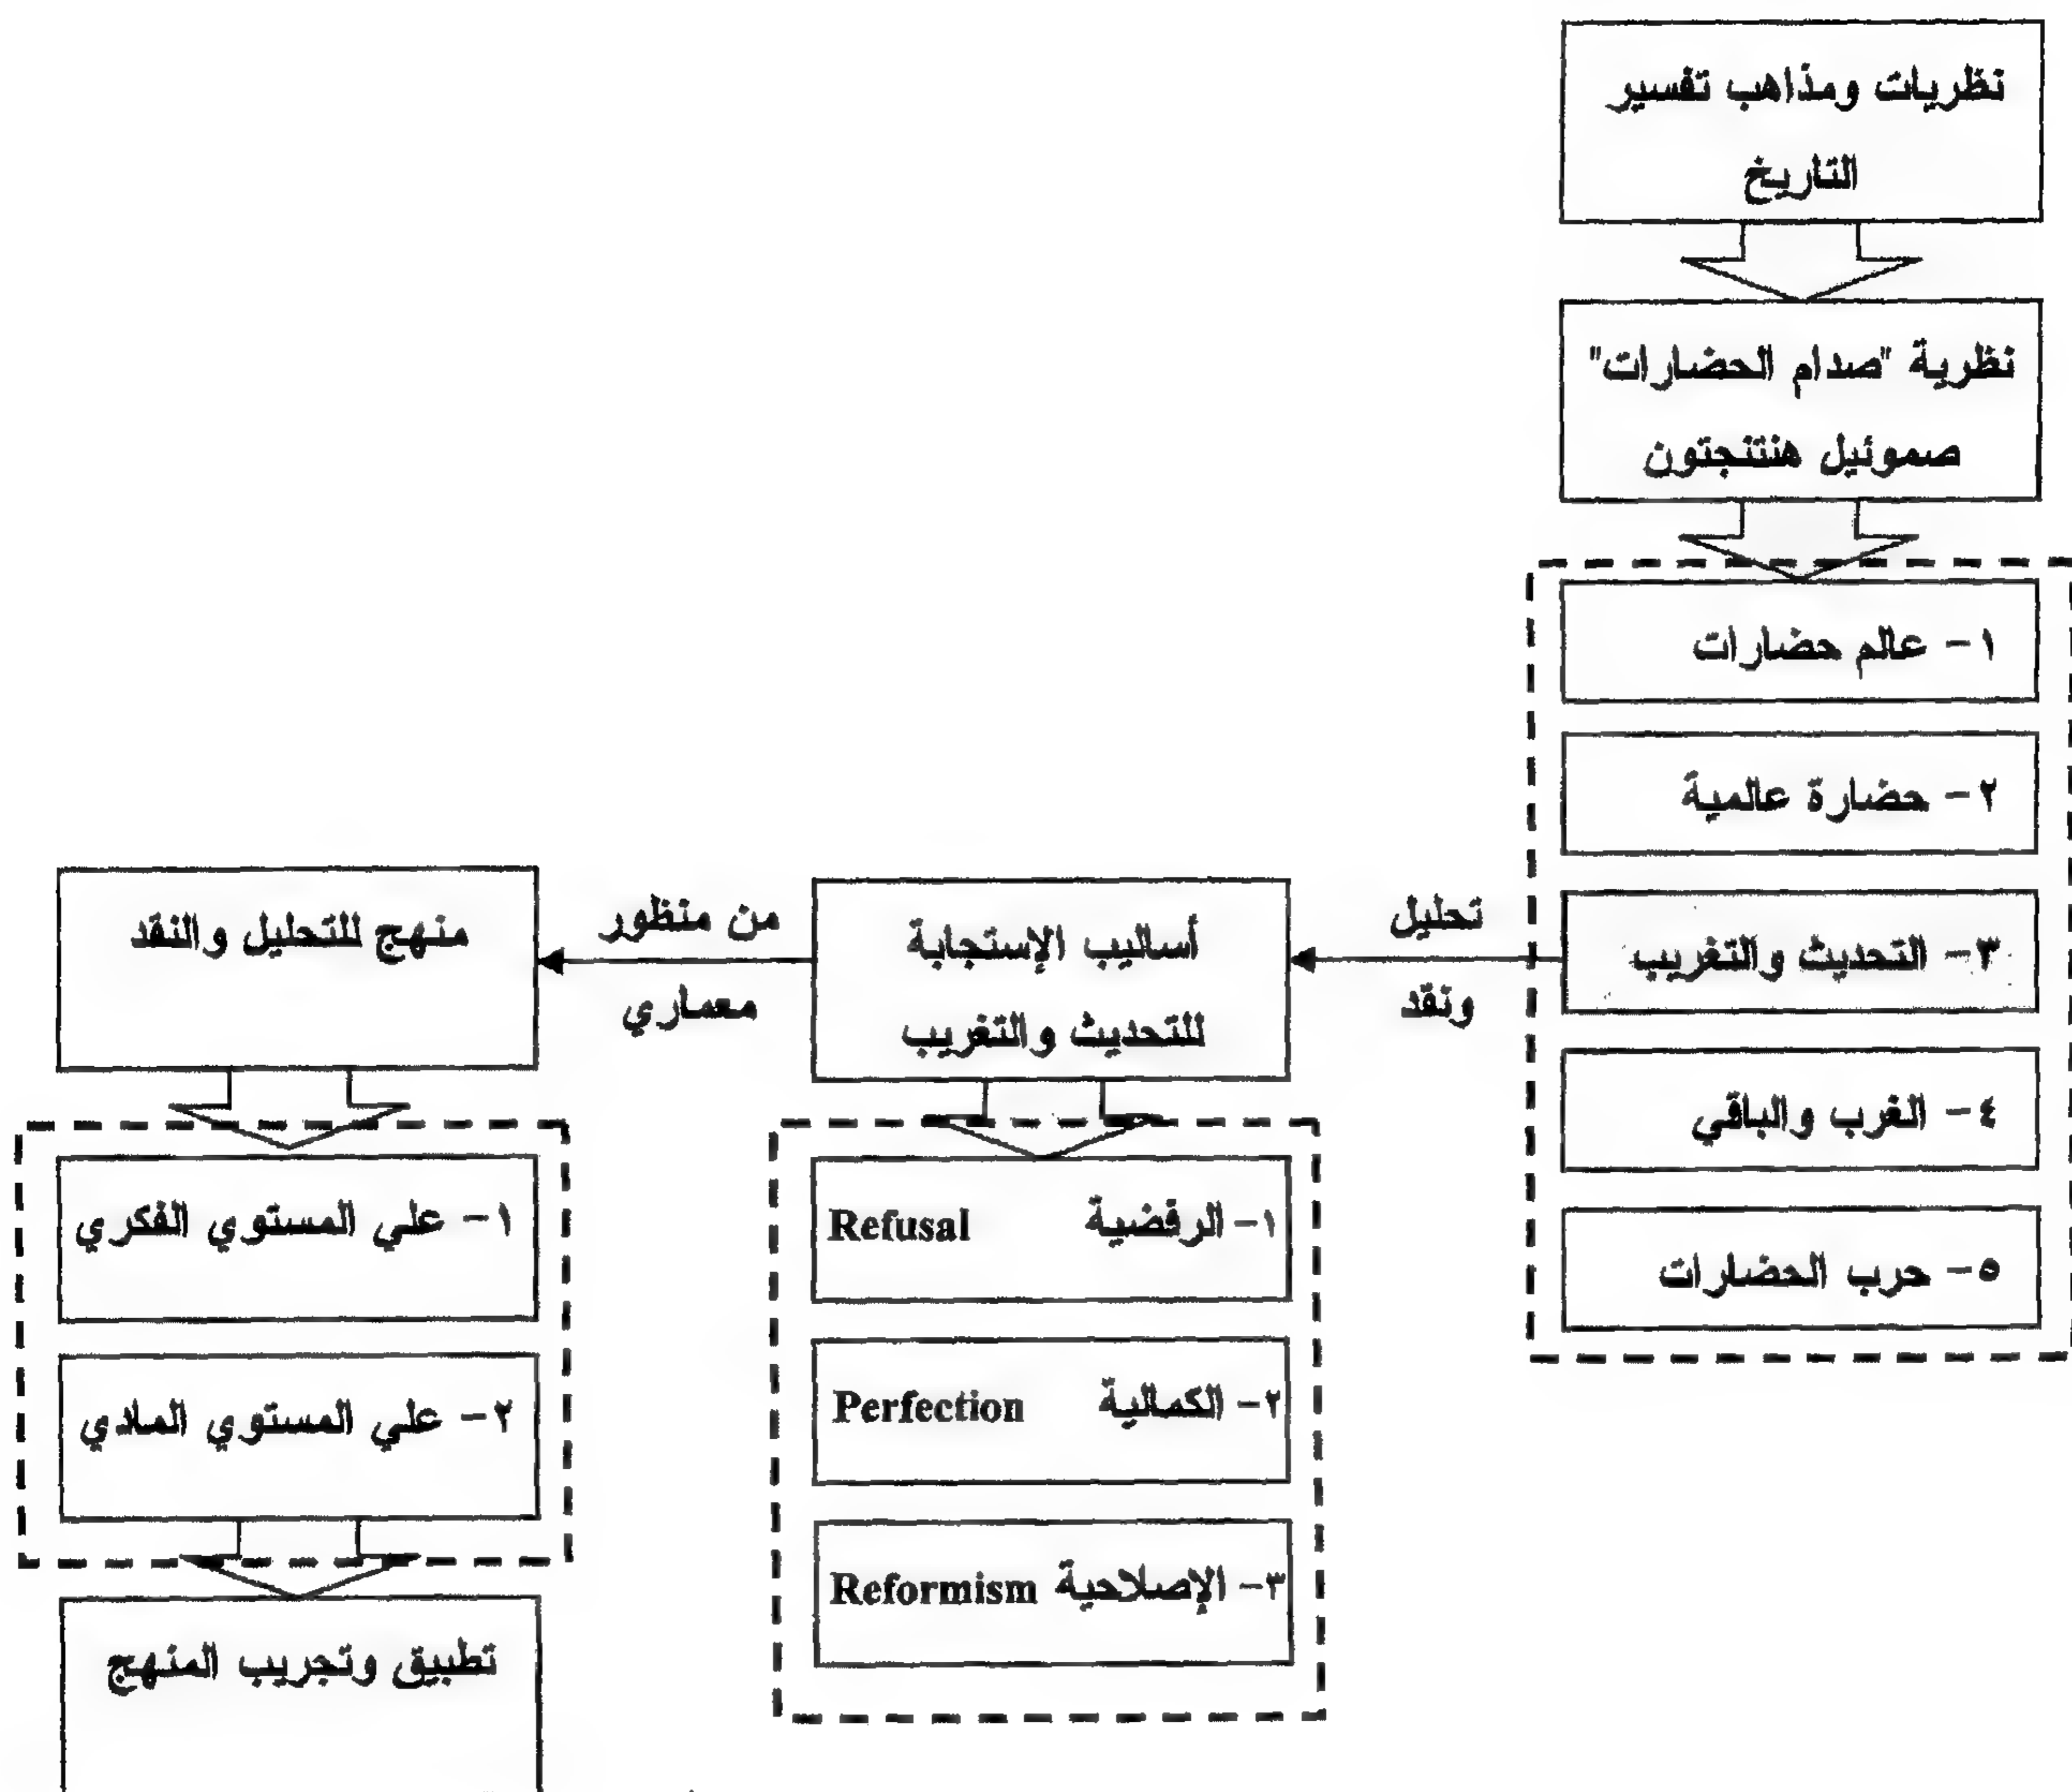 نظريات ومذاهب تفسير
التاريخ
نظرية "صدام الحضارات"
صموئيل هنتنجتون
١- عالم حضارات
٢- حضارة عالمية
٣- التحديث والتغريب
٤- الغرب والباقي
٥- حرب الحضارات
تحليل
ونقد
أساليب الإستجابة
للتحديث والتغريب
١- الرفضية Refusal
٢- الكمالية Perfection
٣- الإصلاحية Reformism
من منظور
معماري
منهج للتحليل والنقد
١- علي المستوي الفكري
٢- علي المستوي المادي
تطبيق وتجريب المنهج